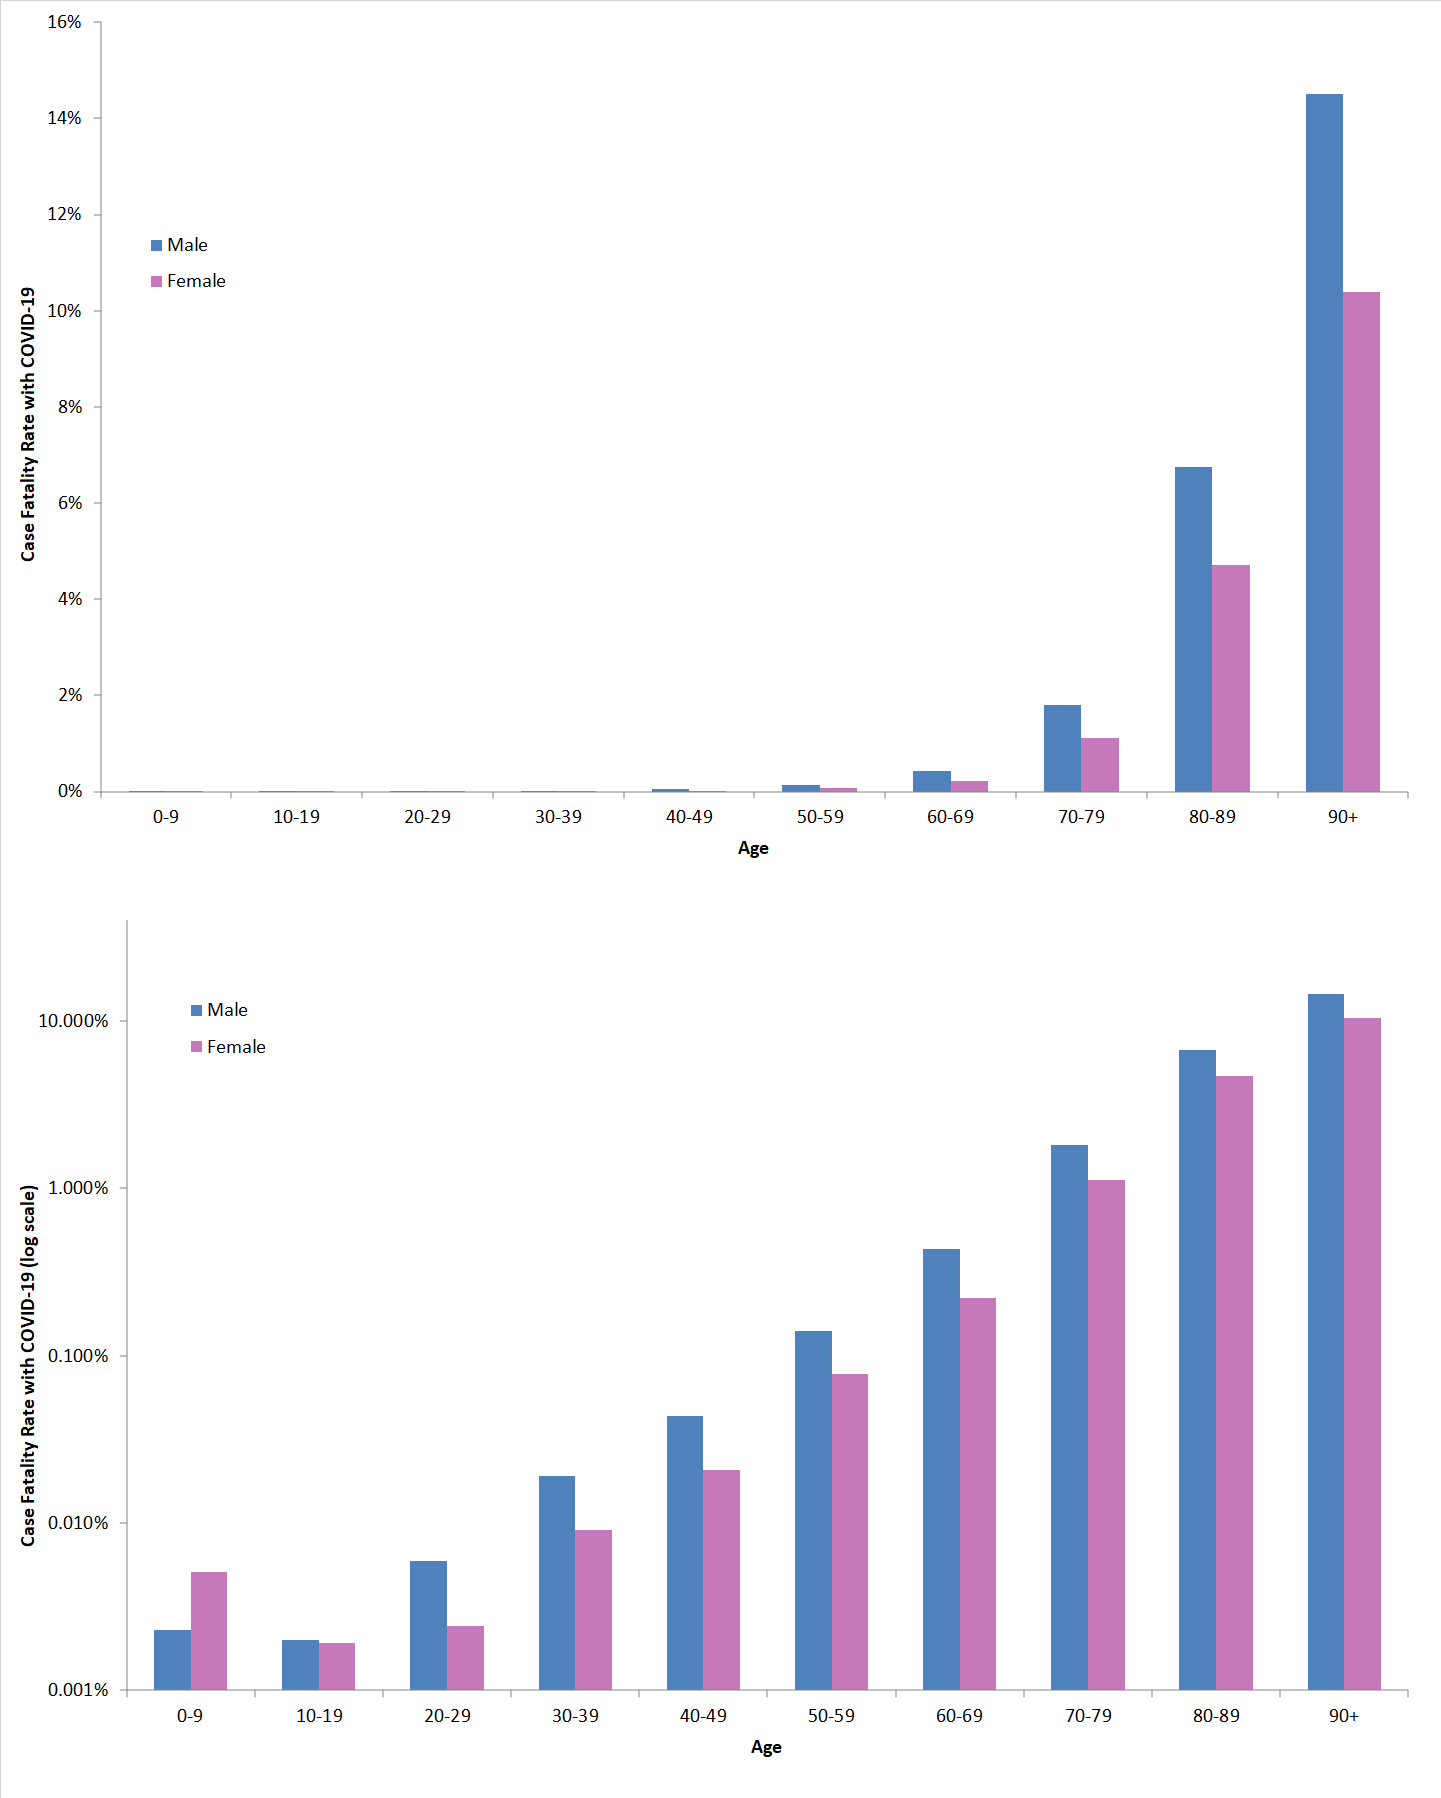 16%
14%
12%
10%
8%
6%
4%
2%
0%
Case Fatality Rate with COVID-19
Male
Female
0-9 10-19 20-29 30-39 40-49 50-59 60-69 70-79 80-89 90+
Age
10.000%
1.000%
0.100%
0.010%
0.001%
Case Fatality Rate with COVID-19 (log scale)
Male
Female
0-9 10-19 20-29 30-39 40-49 50-59 60-69 70-79 80-89 90+
Age